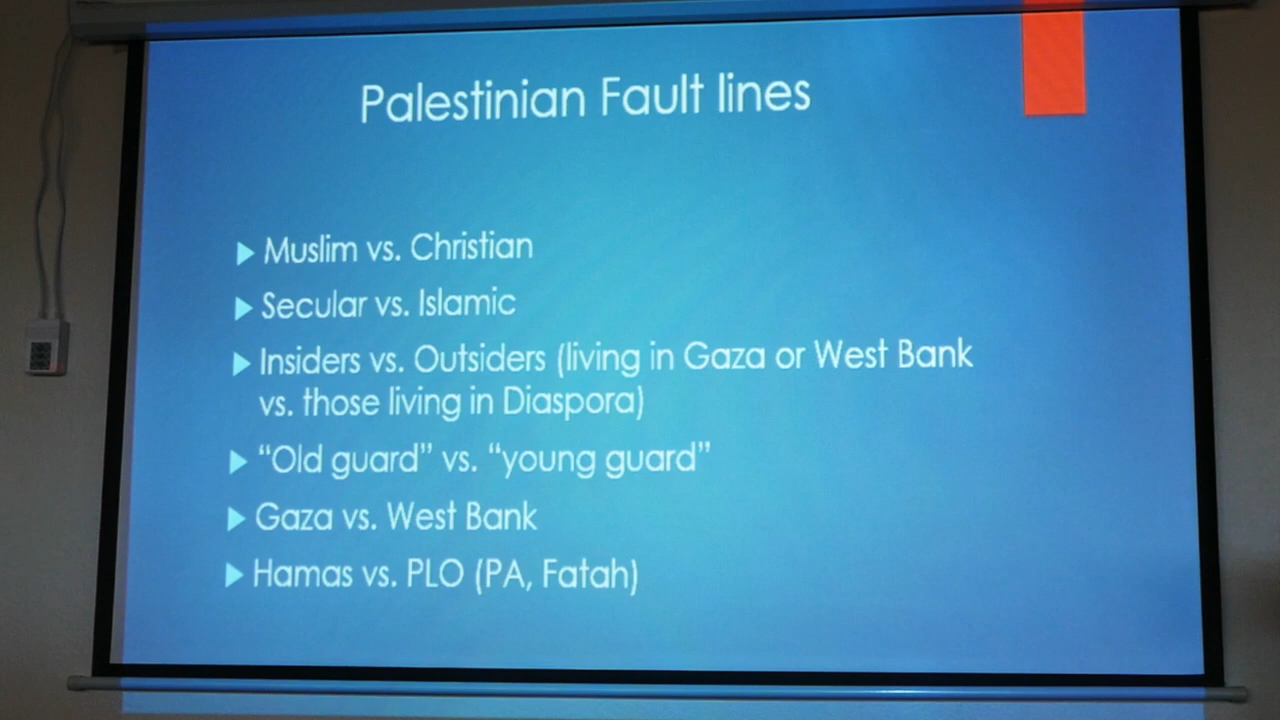 Palestinian Fault lines
Muslim vs. Christian
Secular vs. Islamic
Insiders vs. Outsiders (living in Gaza or West Bank
vs. those living in Diaspora)
“Old guard” vs. “young guard”
Gaza vs. West Bank
Hamas vs. PLO (PA, Fatah)